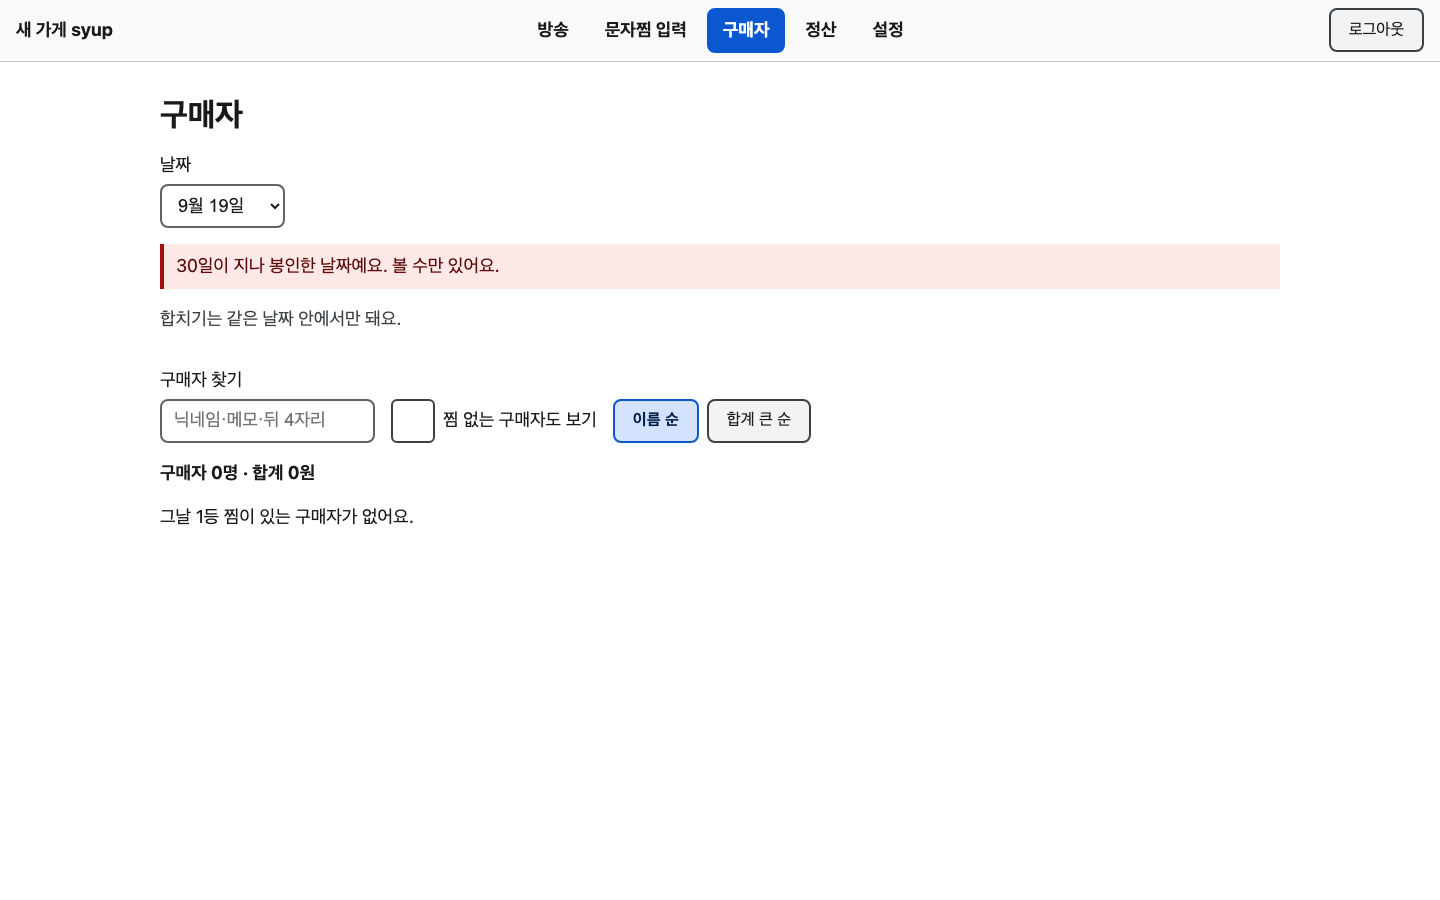 새 가게 syup
방송 문자찜 입력 구매자 정산 설정
로그아웃
구매자
날짜
9월 19일
30일이 지나 봉인한 날짜예요. 볼 수만 있어요.
합치기는 같은 날짜 안에서만 돼요.
구매자 찾기
닉네임·메모·뒤 4자리 찜 없는 구매자도 보기 이름 순 합계 큰 순
구매자 0명 · 합계 0원
그날 1등 찜이 있는 구매자가 없어요.